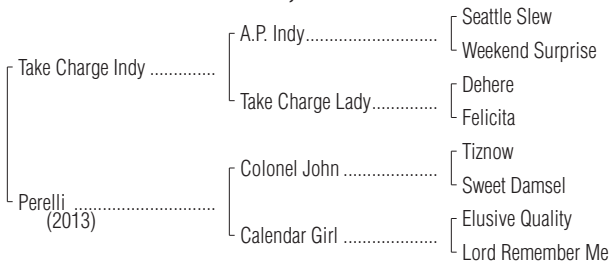 Seattle Slew
A.P. Indy..............................
Weekend Surprise
Take Charge Indy ...............
Dehere
Take Charge Lady...............
Felicita
Tiznow
Colonel John ......................
Sweet Damsel
Perelli ................................
(2013)
Elusive Quality
Calendar Girl ......................
Lord Remember Me